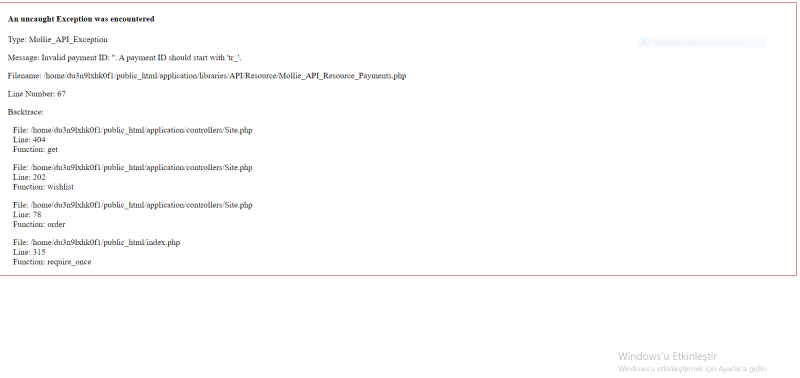 An uncaught Exception was encountered
Type: Mollie_API_Exception
Message: Invalid payment ID: ''. A payment ID should start with 'tr_'.
Filename: /home/du3n9lxhk0f1/public_html/application/libraries/API/Resource/Mollie_API_Resource_Payments.php
Line Number: 67
Backtrace:
File: /home/du3n9lxhk0f1/public_html/application/controllers/Site.php
Line: 404
Function: get
File: /home/du3n9lxhk0f1/public_html/application/controllers/Site.php
Line: 202
Function: wishlist
File: /home/du3n9lxhk0f1/public_html/application/controllers/Site.php
Line: 78
Function: order
File: /home/du3n9lxhk0f1/public_html/index.php
Line: 315
Function: require_once
Windows'u Etkinleştir
Windows'u etkinleştirmek için Ayarlar'a gidin.